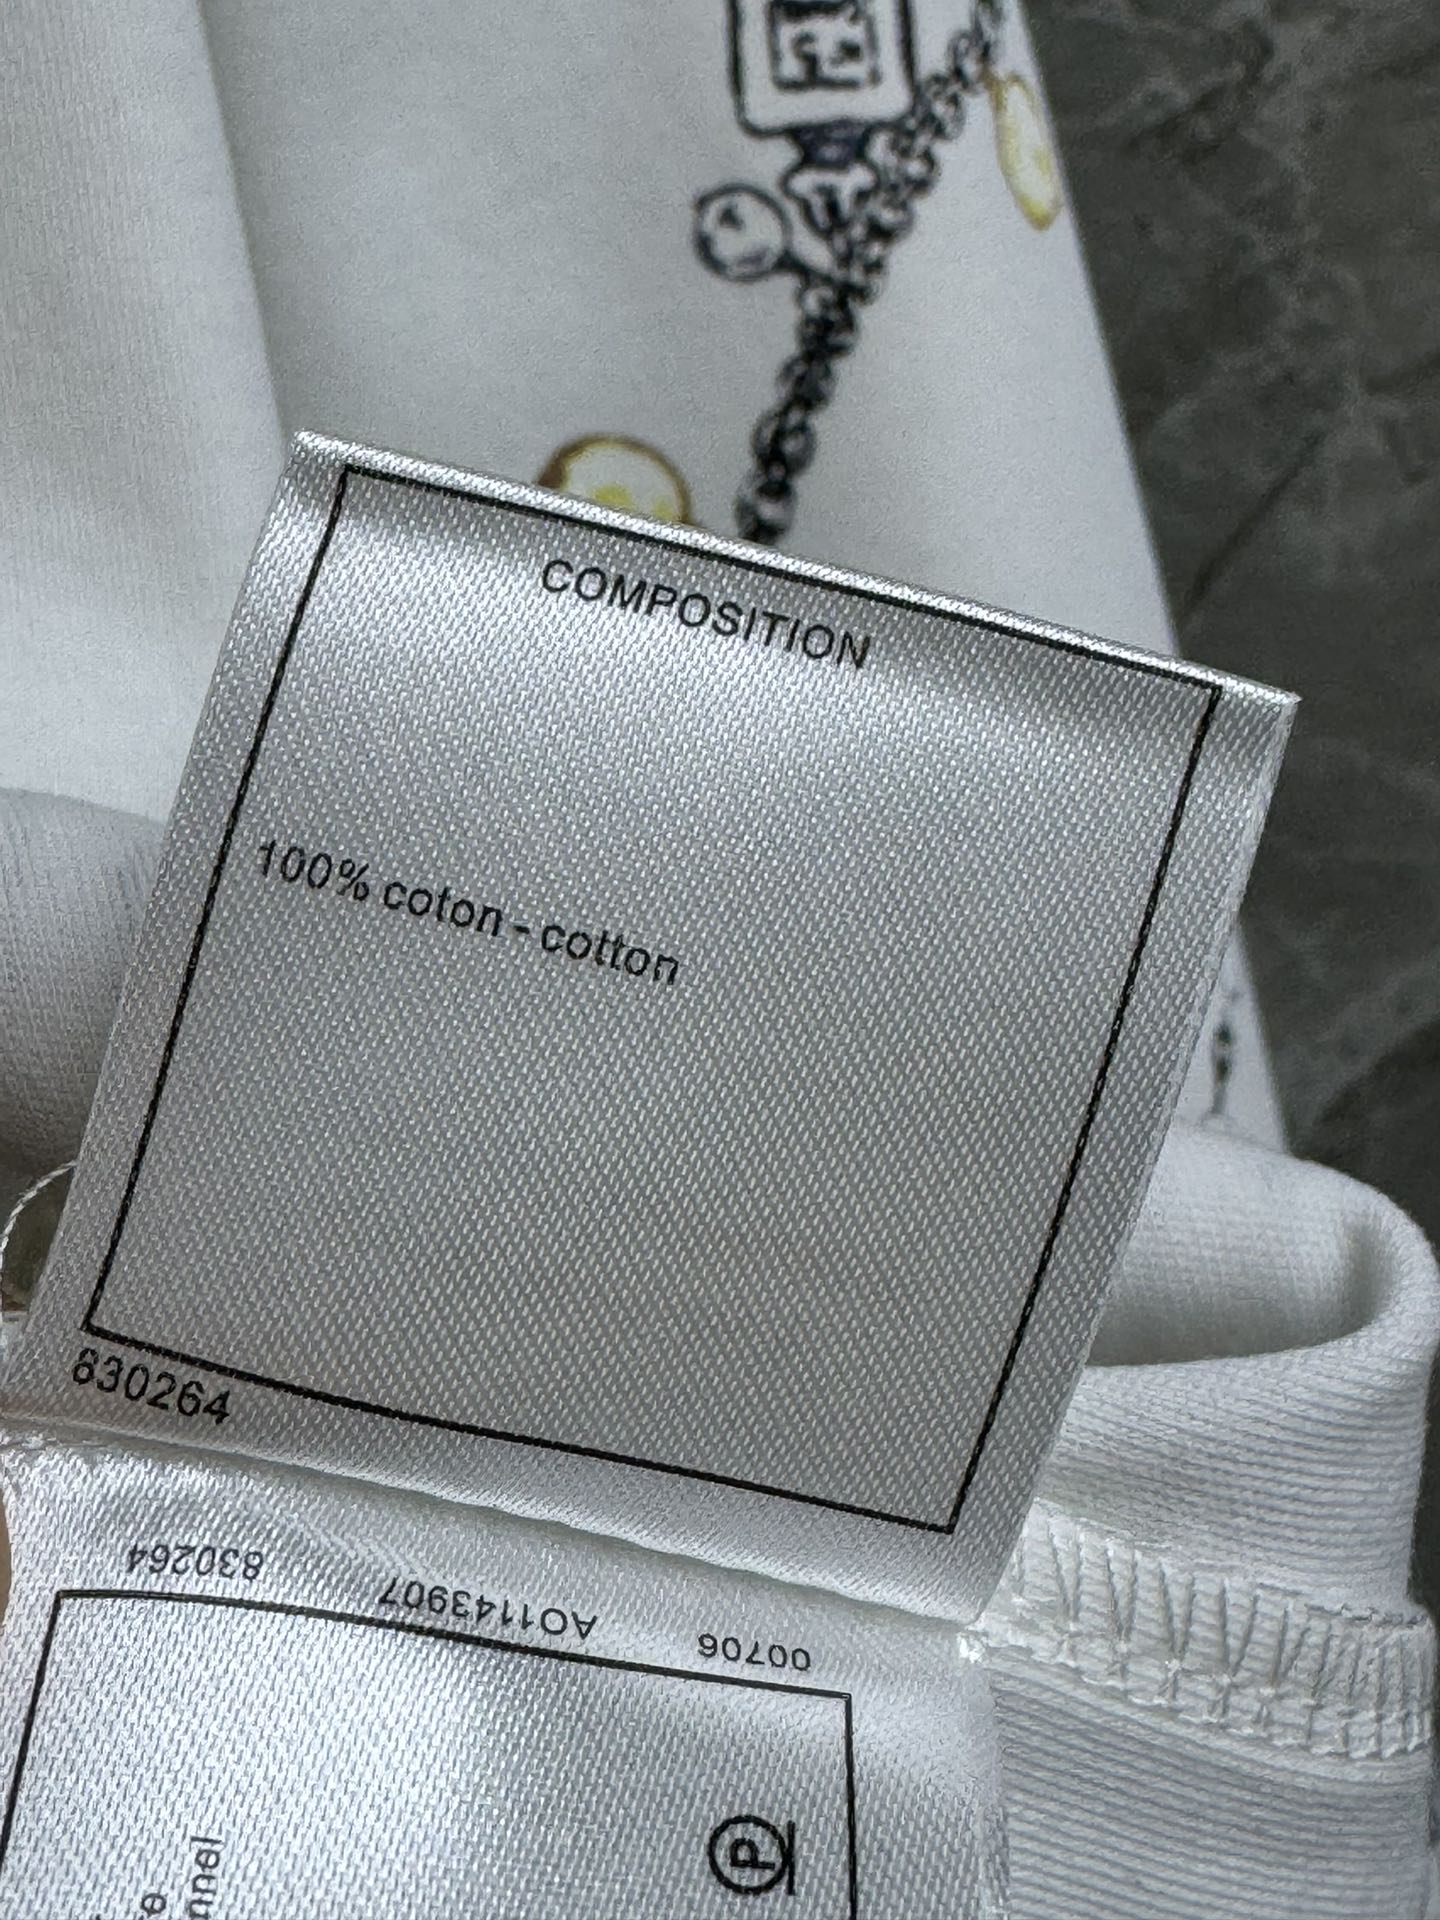 COMPOSITION
100% coton - cotton
830264
830264 AO1143907 00706
P